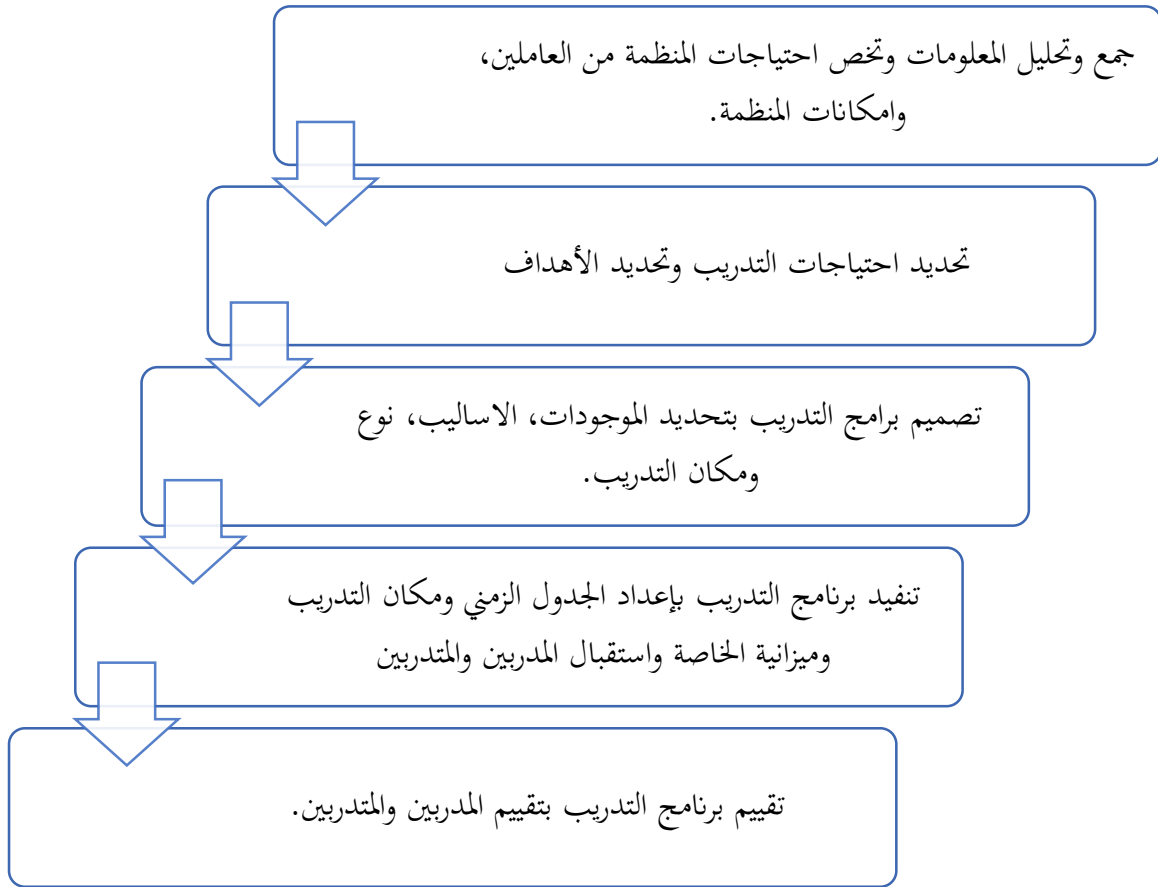 جمع وتحليل المعلومات وتخص احتياجات المنظمة من العاملين،
وامكانات المنظمة.
تحديد احتياجات التدريب وتحديد الأهداف
تصميم برامج التدريب بتحديد الموجودات، الاساليب، نوع
ومكان التدريب.
تنفيد برنامج التدريب بإعداد الجدول الزمني ومكان التدريب
وميزانية الخاصة واستقبال المدربين والمتدربين
تقييم برنامج التدريب بتقييم المدربين والمتدربين.